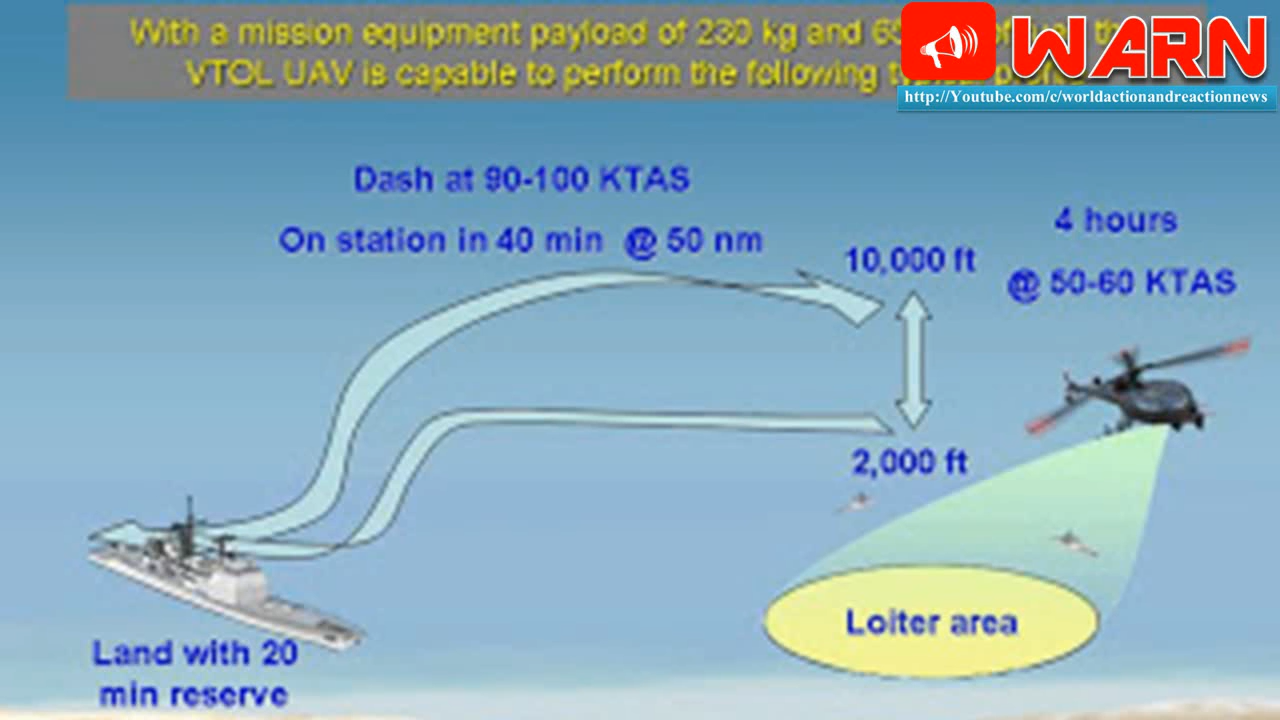 With a mission equipment payload of 230 kg and
VTOL UAV is capable to perform the following
WARN
http://Youtube.com/c/worldactionandreactionnews
Dash at 90-100 KTAS
On station in 40 min @ 50 nm
10,000 ft
4 hours
@ 50-60 KTAS
2,000 ft
Loiter area
Land with 20
min reserve